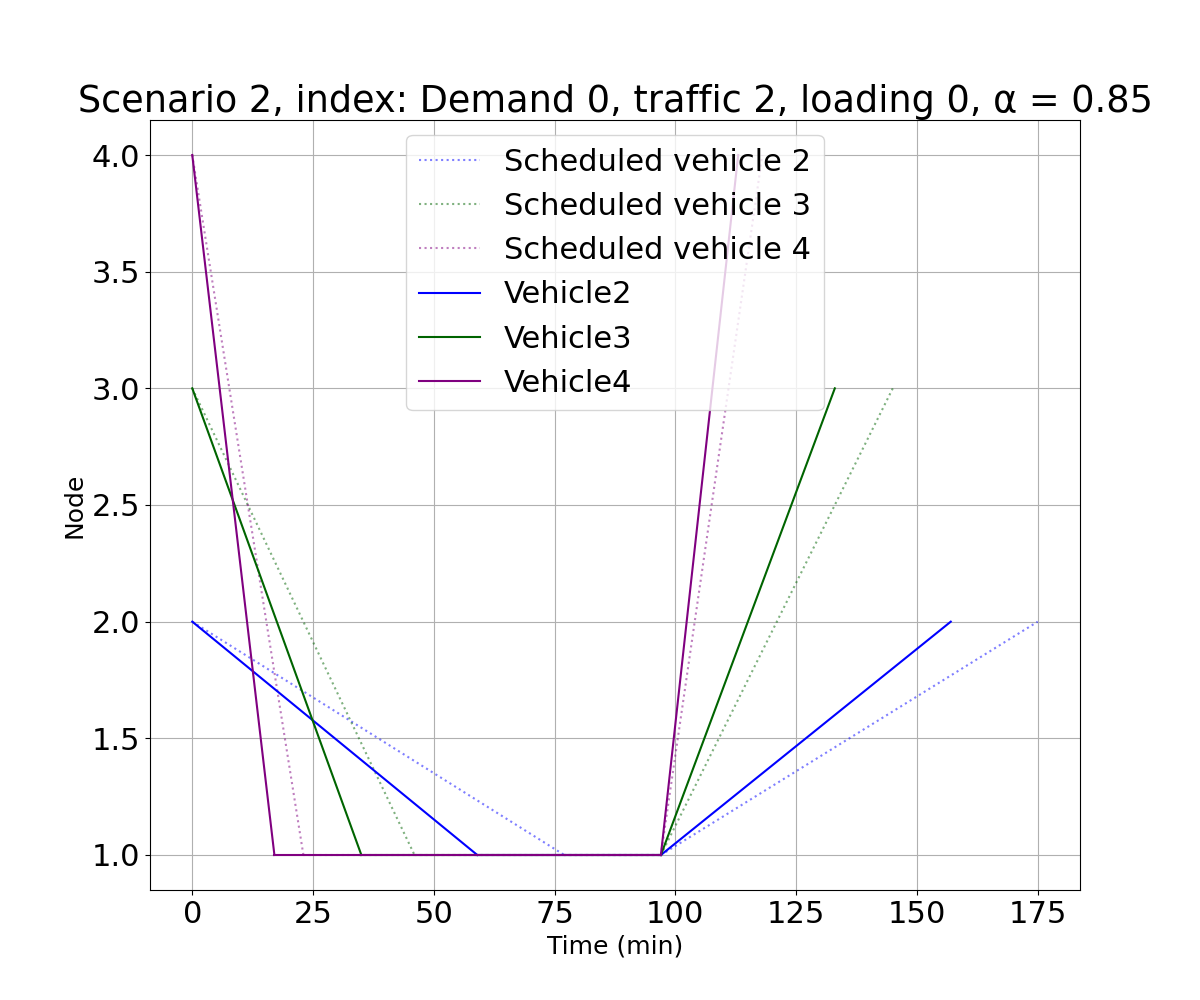 Scenario 2, index: Demand 0, traffic 2, loading 0, α = 0.85
Scheduled vehicle 2
Scheduled vehicle 3
Scheduled vehicle 4
Vehicle2
Vehicle3
Vehicle4
4.0
3.5
3.0
2.5
2.0
1.5
1.0
Node
0 25 50 75 100 125 150 175
Time (min)